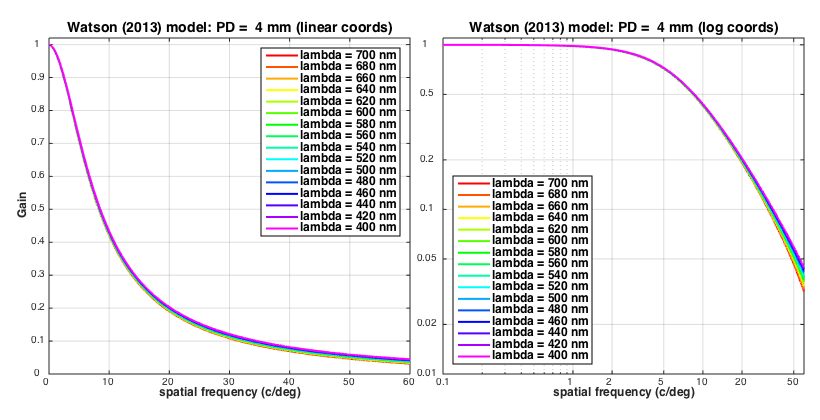 Watson (2013) model: PD = 4 mm (linear coords)
1
0.9
0.8
0.7
0.6
0.5
0.4
0.3
0.2
0.1
0
Gain
0
10
20
30
40
50
60
spatial frequency (c/deg)
lambda = 700 nm
lambda = 680 nm
lambda = 660 nm
lambda = 640 nm
lambda = 620 nm
lambda = 600 nm
lambda = 580 nm
lambda = 560 nm
lambda = 540 nm
lambda = 520 nm
lambda = 500 nm
lambda = 480 nm
lambda = 460 nm
lambda = 440 nm
lambda = 420 nm
lambda = 400 nm
Watson (2013) model: PD = 4 mm (log coords)
1
0.5
0.2
0.1
0.05
0.02
0.01
0.1
1
2
5
10
20
50
spatial frequency (c/deg)
lambda = 700 nm
lambda = 680 nm
lambda = 660 nm
lambda = 640 nm
lambda = 620 nm
lambda = 600 nm
lambda = 580 nm
lambda = 560 nm
lambda = 540 nm
lambda = 520 nm
lambda = 500 nm
lambda = 480 nm
lambda = 460 nm
lambda = 440 nm
lambda = 420 nm
lambda = 400 nm